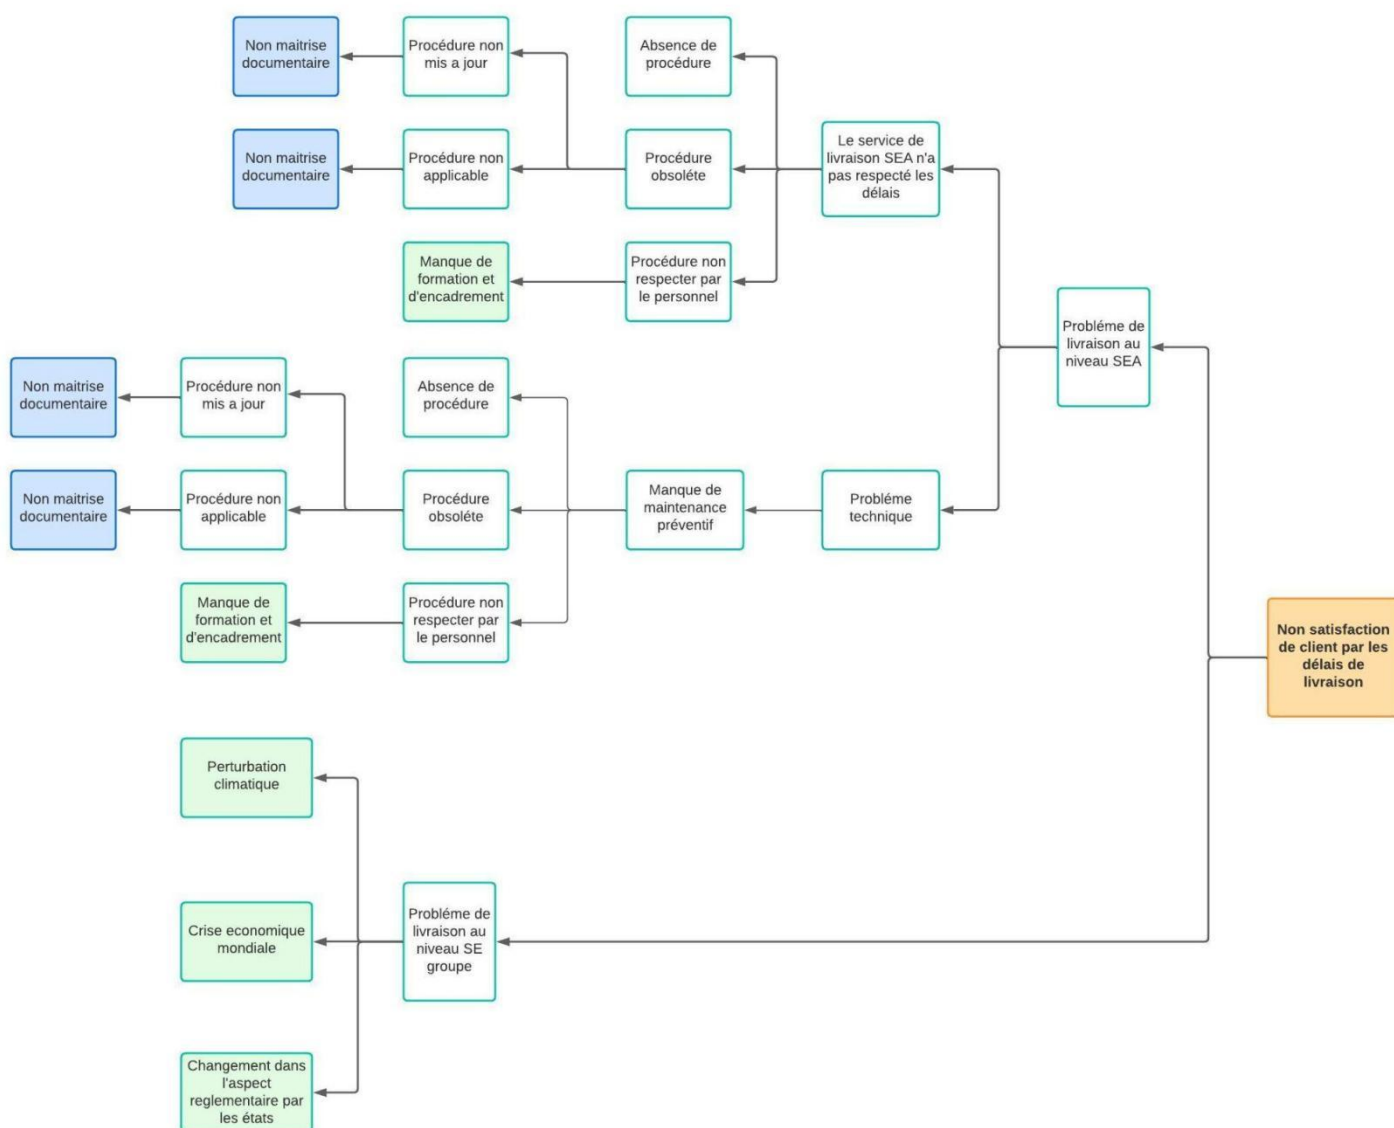 Non maitrise
documentaire
Procédure non
mis a jour
Absence de
procédure
Non maitrise
documentaire
Procédure non
applicable
Procédure
obsoléte
Le service de
livraison SEA n'a
pas respecté les
délais
Manque de
formation et
d'encadrement
Procédure non
respecter par
le personnel
Probléme de
livraison au
niveau SEA
Non maitrise
documentaire
Procédure non
mis a jour
Absence de
procédure
Non maitrise
documentaire
Procédure non
applicable
Procédure
obsoléte
Manque de
maintenance
préventif
Probléme
technique
Manque de
formation et
d'encadrement
Procédure non
respecter par
le personnel
Non satisfaction
de client par les
délais de
livraison
Perturbation
climatique
Crise economique
mondiale
Probléme de
livraison au
niveau SE
groupe
Changement dans
l'aspect
reglementaire par
les états